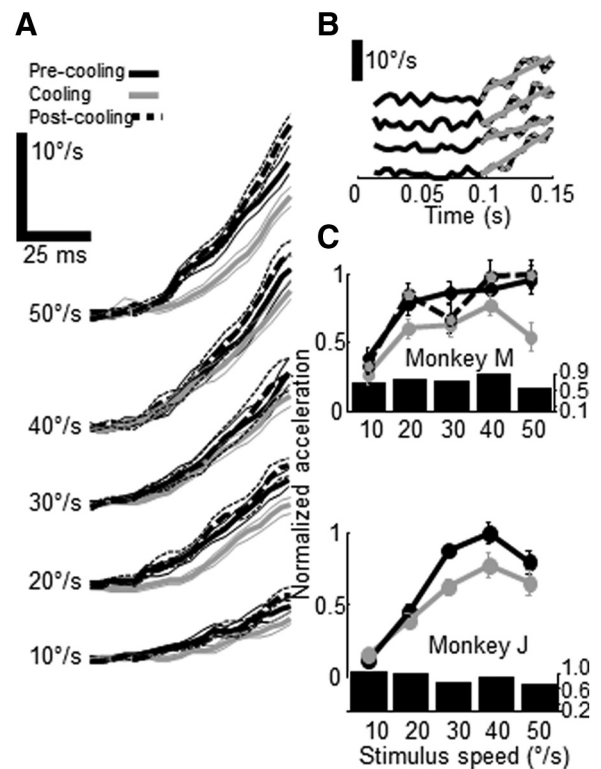 A
Pre-cooling
Cooling
Post-cooling
10°/s
25 ms
50°/s
40°/s
30°/s
20°/s
10°/s
B
10°/s
0 0.05 0.1 0.15
Time (s)
C
Normalized acceleration
1
0.5
0
Monkey M
0.9
0.5
0.1
10 20 30 40 50
1
0.5
0
Monkey J
1.0
0.6
0.2
10 20 30 40 50
Stimulus speed (°/s)